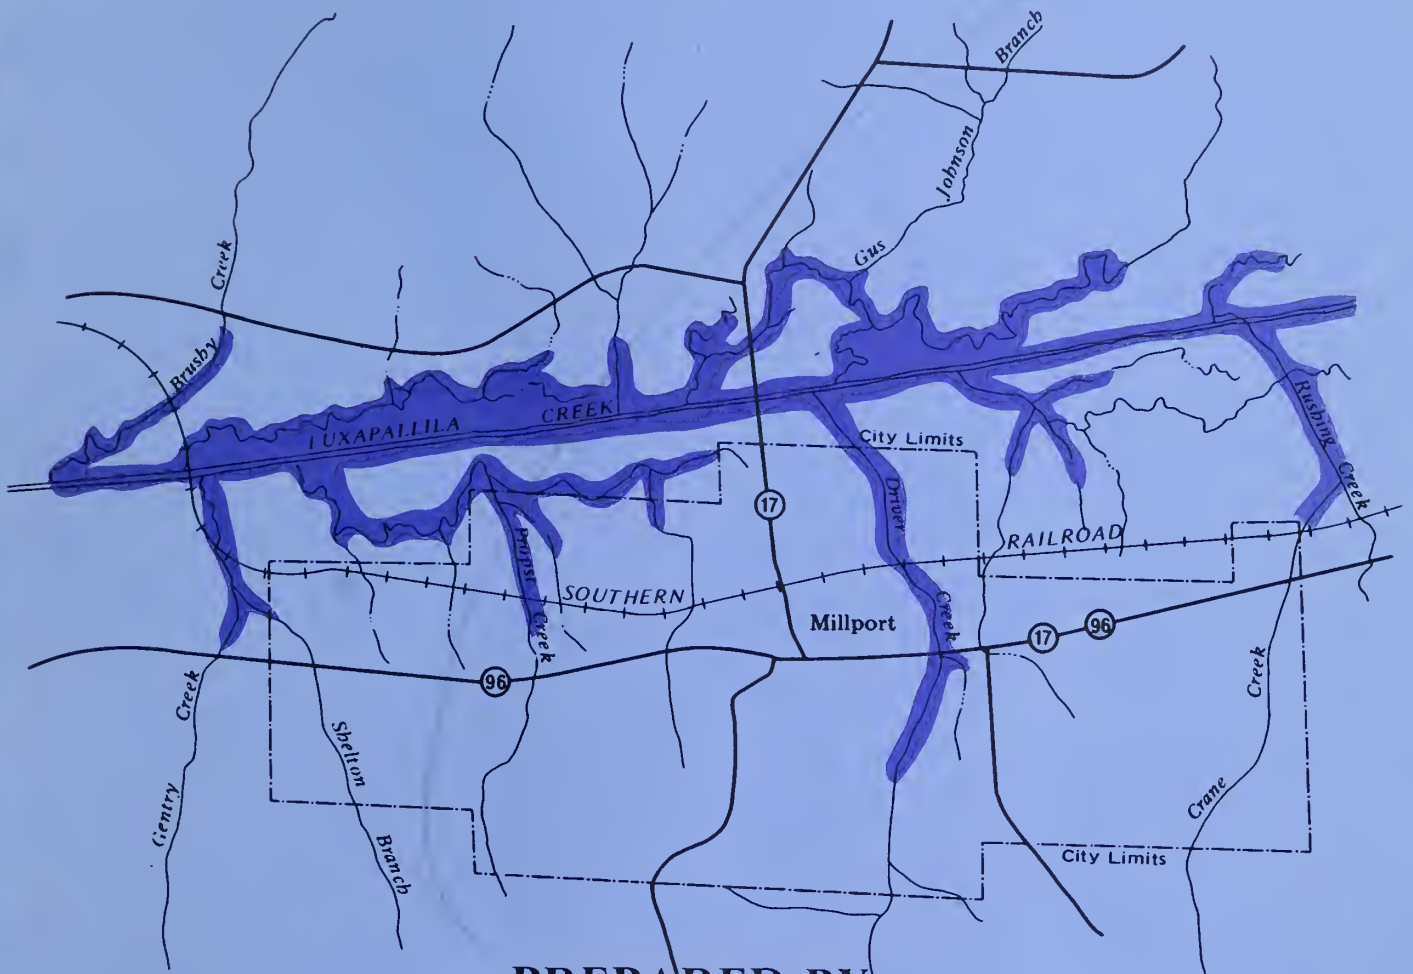 Branch
Johnson
Gus
Creek
Brushy
LUXAPALLILA CREEK
City Limits
Rushing Creek
17
Driver Creek
RAILROAD
SOUTHERN
Propst Creek
Millport
17
96
96
Creek
Gentry
Shelton
Branch
Creek
Crane
City Limits
PREPARED BY